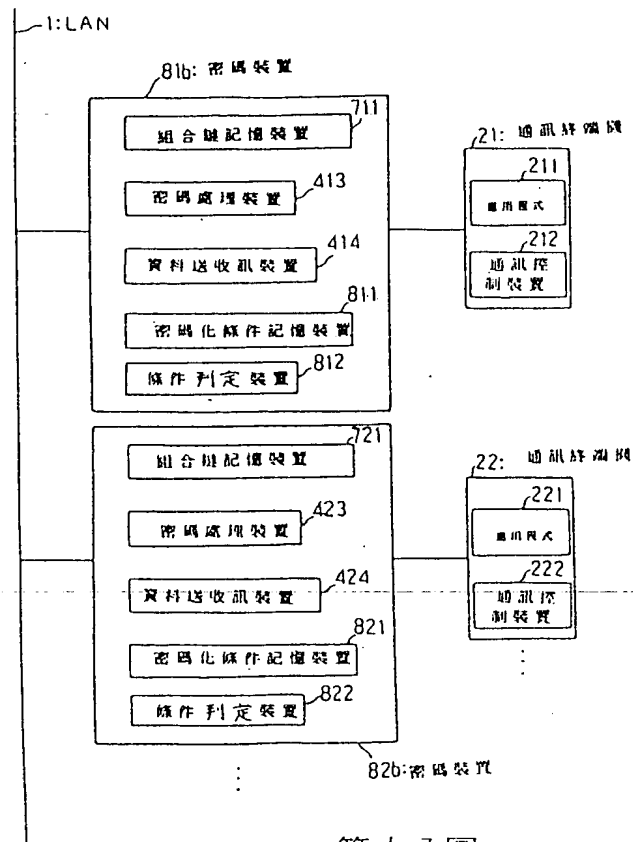 1:LAN
81b: 密碼裝置
711
組合鍵記憶裝置
413
密碼處理裝置
414
資料送收訊裝置
811
密碼化條件記憶裝置
812
條件判定裝置
21: 通訊終端機
211
應用程式
212
通訊控
制裝置
721
組合鍵記憶裝置
423
密碼處理裝置
424
資料送收訊裝置
821
密碼化條件記憶裝置
822
條件判定裝置
82b:密碼裝置
22: 通訊終端機
221
應用程式
222
通訊控
制裝置